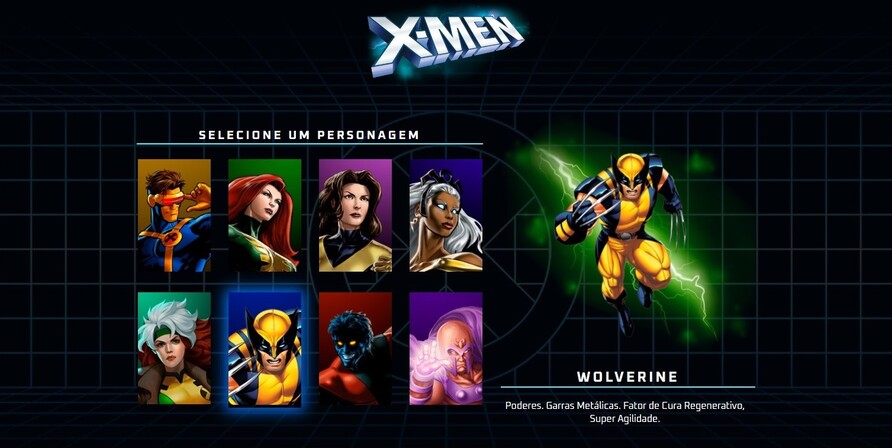 X-MEN
SELECIONE UM PERSONAGEM
WOLVERINE
Poderes. Garras Metálicas. Fator de Cura Regenerativo,
Super Agilidade.